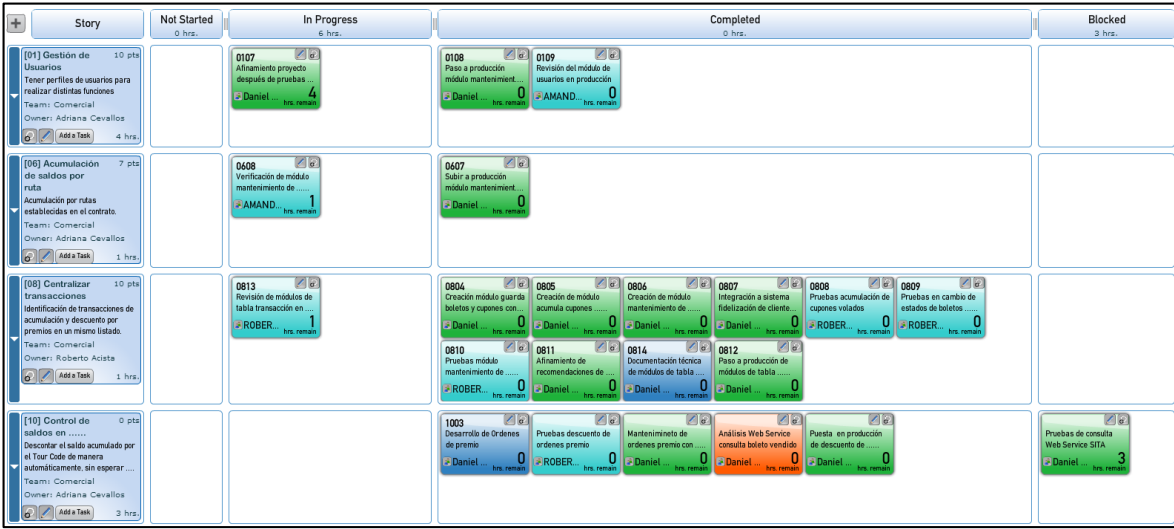 Story
Not Started
0 hrs.
In Progress
6 hrs.
Completed
0 hrs.
Blocked
3 hrs.
[01] Gestión de Usuarios
10 pts
Tener perfiles de usuarios para
realizar distintas funciones
Team: Comercial
Owner: Adriana Cevallos
Add a Task
4 hrs.
0107
Afinamiento proyecto
después de pruebas ...
Daniel ...
4
hrs. remain
0108
Paso a producción
módulo mantenimient...
Daniel ...
0
hrs. remain
0109
Revisión del módulo de
usuarios en producción
AMAND...
0
hrs. remain
[06] Acumulación
7 pts
de saldos por
ruta
Acumulación por rutas
establecidas en el contrato.
Team: Comercial
Owner: Adriana Cevallos
Add a Task
1 hrs.
0608
Verificación de módulo
mantenimiento de ......
AMAND...
1
hrs. remain
0607
Subir a producción
módulo mantenimient...
Daniel ...
0
hrs. remain
[08] Centralizar
10 pts
transacciones
Identificación de transacciones de
acumulación y descuento por
premios en un mismo listado.
Team: Comercial
Owner: Roberto Acista
Add a Task
1 hrs.
0813
Revisión de módulos de
tabla transacción en ....
ROBER...
1
hrs. remain
0804
Creación módulo guarda
boletos y cupones con...
Daniel ...
0
hrs. remain
0805
Creación de módulo
acumula cupones ......
Daniel ...
0
hrs. remain
0806
Creación de módulo
mantenimiento de ......
Daniel ...
0
hrs. remain
0807
Integración a sistema
fidelización de cliente...
Daniel ...
0
hrs. remain
0808
Pruebas acumulación de
cupones volados
ROBER...
0
hrs. remain
0809
Pruebas en cambio de
estados de boletos ......
ROBER...
0
hrs. remain
0810
Pruebas módulo
mantenimiento de ......
ROBER...
0
hrs. remain
0811
Afinamiento de
recomendaciones de ....
Daniel ...
0
hrs. remain
0814
Documentación técnica
de módulos de tabla ....
Daniel ...
0
hrs. remain
0812
Paso a producción de
módulos de tabla ......
Daniel ...
0
hrs. remain
[10] Control de
0 pts
saldos en ......
Descontar el saldo acumulado por
el Tour Code de manera
automáticamente, sin esperar ....
Team: Comercial
Owner: Adriana Cevallos
Add a Task
3 hrs.
1003
Desarrollo de Ordenes
de premio
Daniel ...
0
hrs. remain
Pruebas descuento de
ordenes premio
ROBER...
0
hrs. remain
Mantenimineto de
ordenes premio con .....
Daniel ...
0
hrs. remain
Análisis Web Service
consulta boleto vendido
Daniel ...
0
hrs. remain
Puesta en producción
de descuento de ......
Daniel ...
0
hrs. remain
Pruebas de consulta
Web Service SITA
Daniel ...
3
hrs. remain